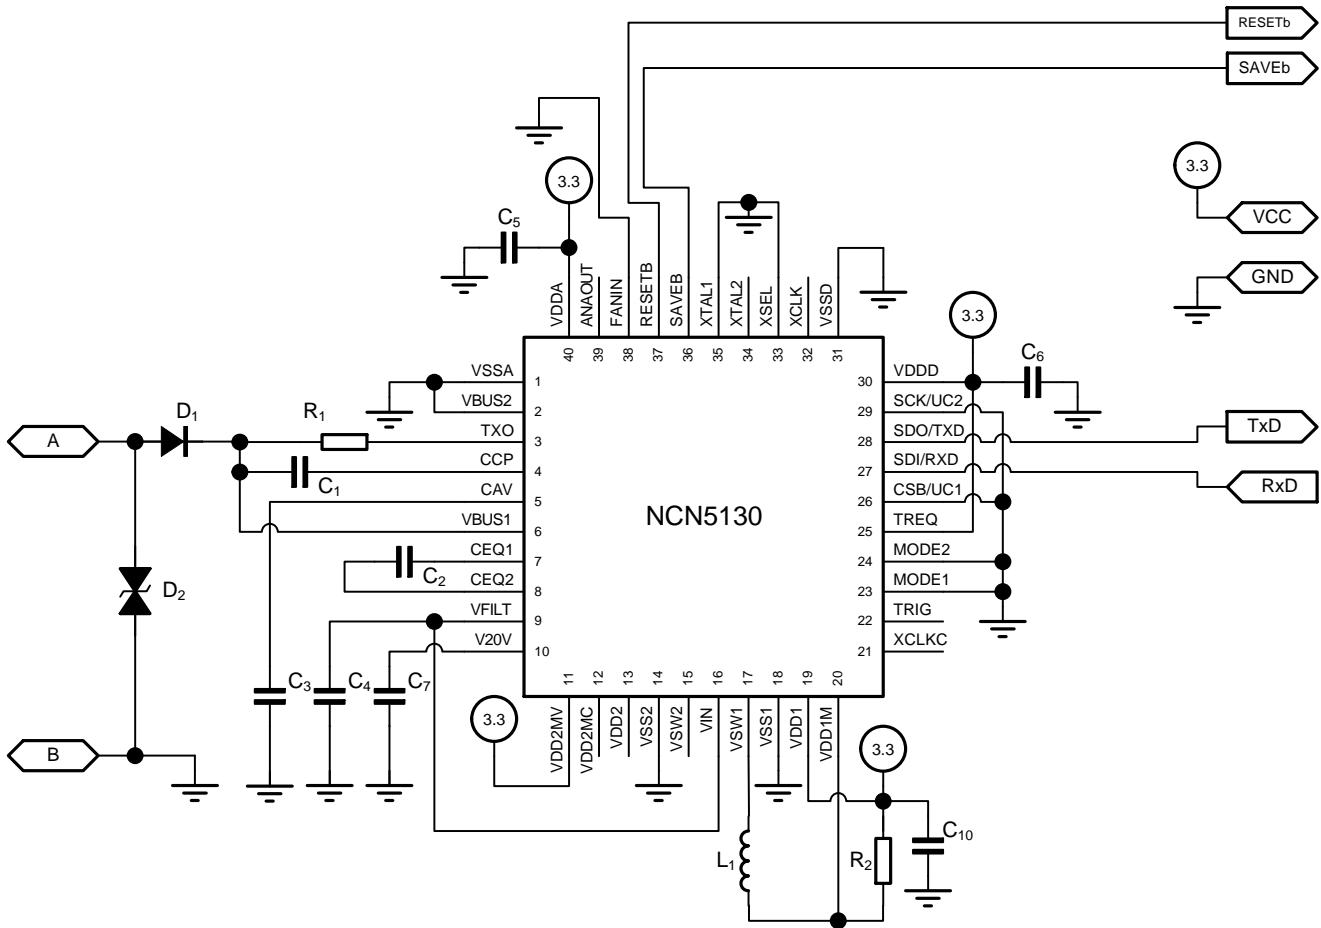 RESETb
SAVEb
3.3
3.3
VCC
GND
C5
VDDA
ANAOUT
FANIN
RESETB
SAVEB
XTAL1
XTAL2
XSEL
XCLK
VSSD
40
39
38
37
36
35
34
33
32
31
3.3
C6
VSSA 1
VBUS2 2
TXO 3
CCP 4
CAV 5
VBUS1 6
CEQ1 7
CEQ2 8
VFILT 9
V20V 10
A
D1
R1
C1
C2
D2
C3
C4
C7
B
NCN5130
30 VDDD
29 SCK/UC2
28 SDO/TXD
27 SDI/RXD
26 CSB/UC1
25 TREQ
24 MODE2
23 MODE1
22 TRIG
21 XCLKC
TxD
RxD
11
12
13
14
15
16
17
18
19
20
VDD2MV
VDD2MC
VDD2
VSS2
VSW2
VIN
VSW1
VSS1
VDD1
VDD1M
3.3
3.3
L1
R2
C10